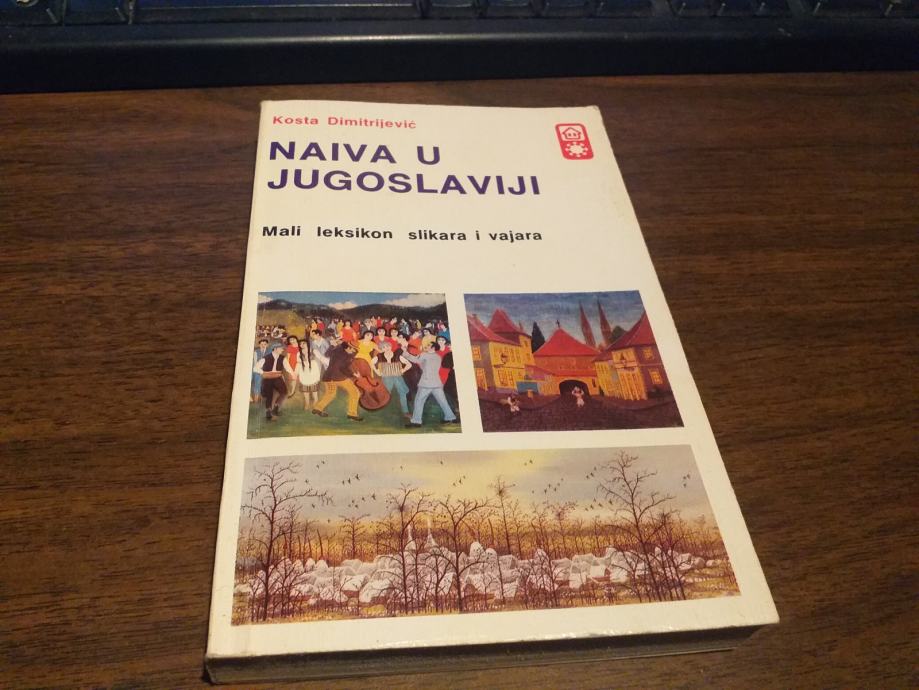 Kosta Dimitrijević
NAIVA U
JUGOSLAVIJI
Mali leksikon slikara i vajara